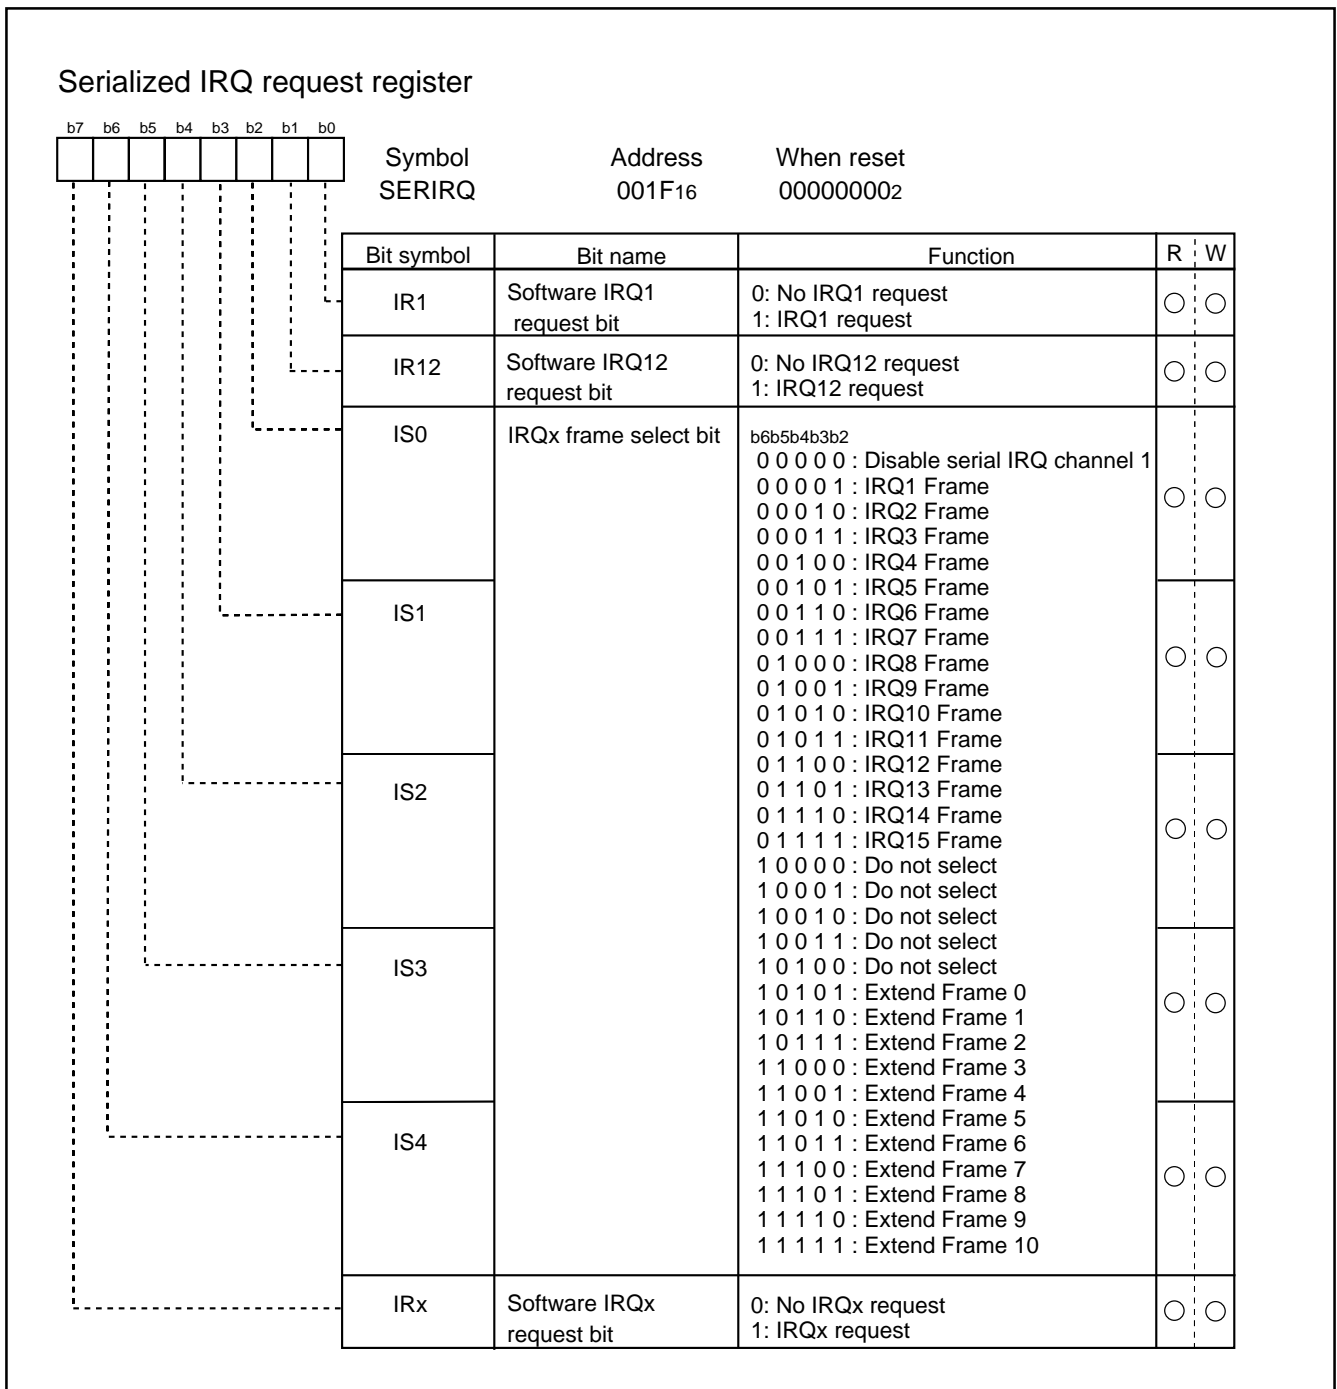 Serialized IRQ request register
b7 b6 b5 b4 b3 b2 b1 b0
Symbol Address When reset
SERIRQ 001F16 000000002
Bit symbol Bit name Function R W
IR1 Software IRQ1 request bit 0: No IRQ1 request
1: IRQ1 request
IR12 Software IRQ12 request bit 0: No IRQ12 request
1: IRQ12 request
IS0 IRQx frame select bit b6b5b4b3b2
0 0 0 0 0 : Disable serial IRQ channel 1
0 0 0 0 1 : IRQ1 Frame
0 0 0 1 0 : IRQ2 Frame
0 0 0 1 1 : IRQ3 Frame
0 0 1 0 0 : IRQ4 Frame
0 0 1 0 1 : IRQ5 Frame
IS1 0 0 1 1 0 : IRQ6 Frame
0 0 1 1 1 : IRQ7 Frame
0 1 0 0 0 : IRQ8 Frame
0 1 0 0 1 : IRQ9 Frame
0 1 0 1 0 : IRQ10 Frame
0 1 0 1 1 : IRQ11 Frame
0 1 1 0 0 : IRQ12 Frame
IS2 0 1 1 0 1 : IRQ13 Frame
0 1 1 1 0 : IRQ14 Frame
0 1 1 1 1 : IRQ15 Frame
1 0 0 0 0 : Do not select
1 0 0 0 1 : Do not select
1 0 0 1 0 : Do not select
1 0 0 1 1 : Do not select
IS3 1 0 1 0 0 : Do not select
1 0 1 0 1 : Extend Frame 0
1 0 1 1 0 : Extend Frame 1
1 0 1 1 1 : Extend Frame 2
1 1 0 0 0 : Extend Frame 3
1 1 0 0 1 : Extend Frame 4
1 1 0 1 0 : Extend Frame 5
IS4 1 1 0 1 1 : Extend Frame 6
1 1 1 0 0 : Extend Frame 7
1 1 1 0 1 : Extend Frame 8
1 1 1 1 0 : Extend Frame 9
1 1 1 1 1 : Extend Frame 10
IRx Software IRQx request bit 0: No IRQx request
1: IRQx request